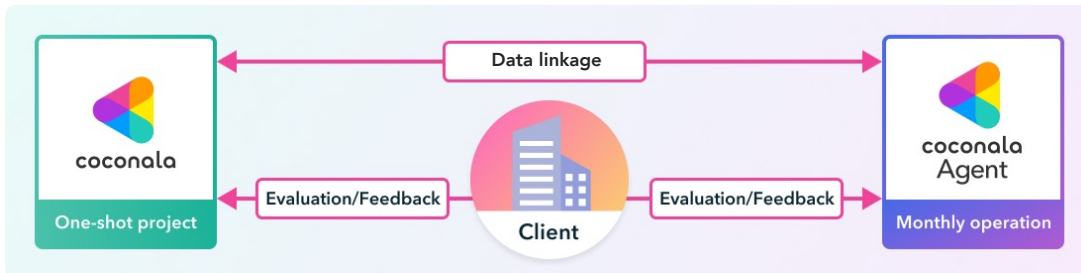 Data linkage
coconala
coconala
Agent
Evaluation/Feedback
Evaluation/Feedback
One-shot project
Client
Monthly operation